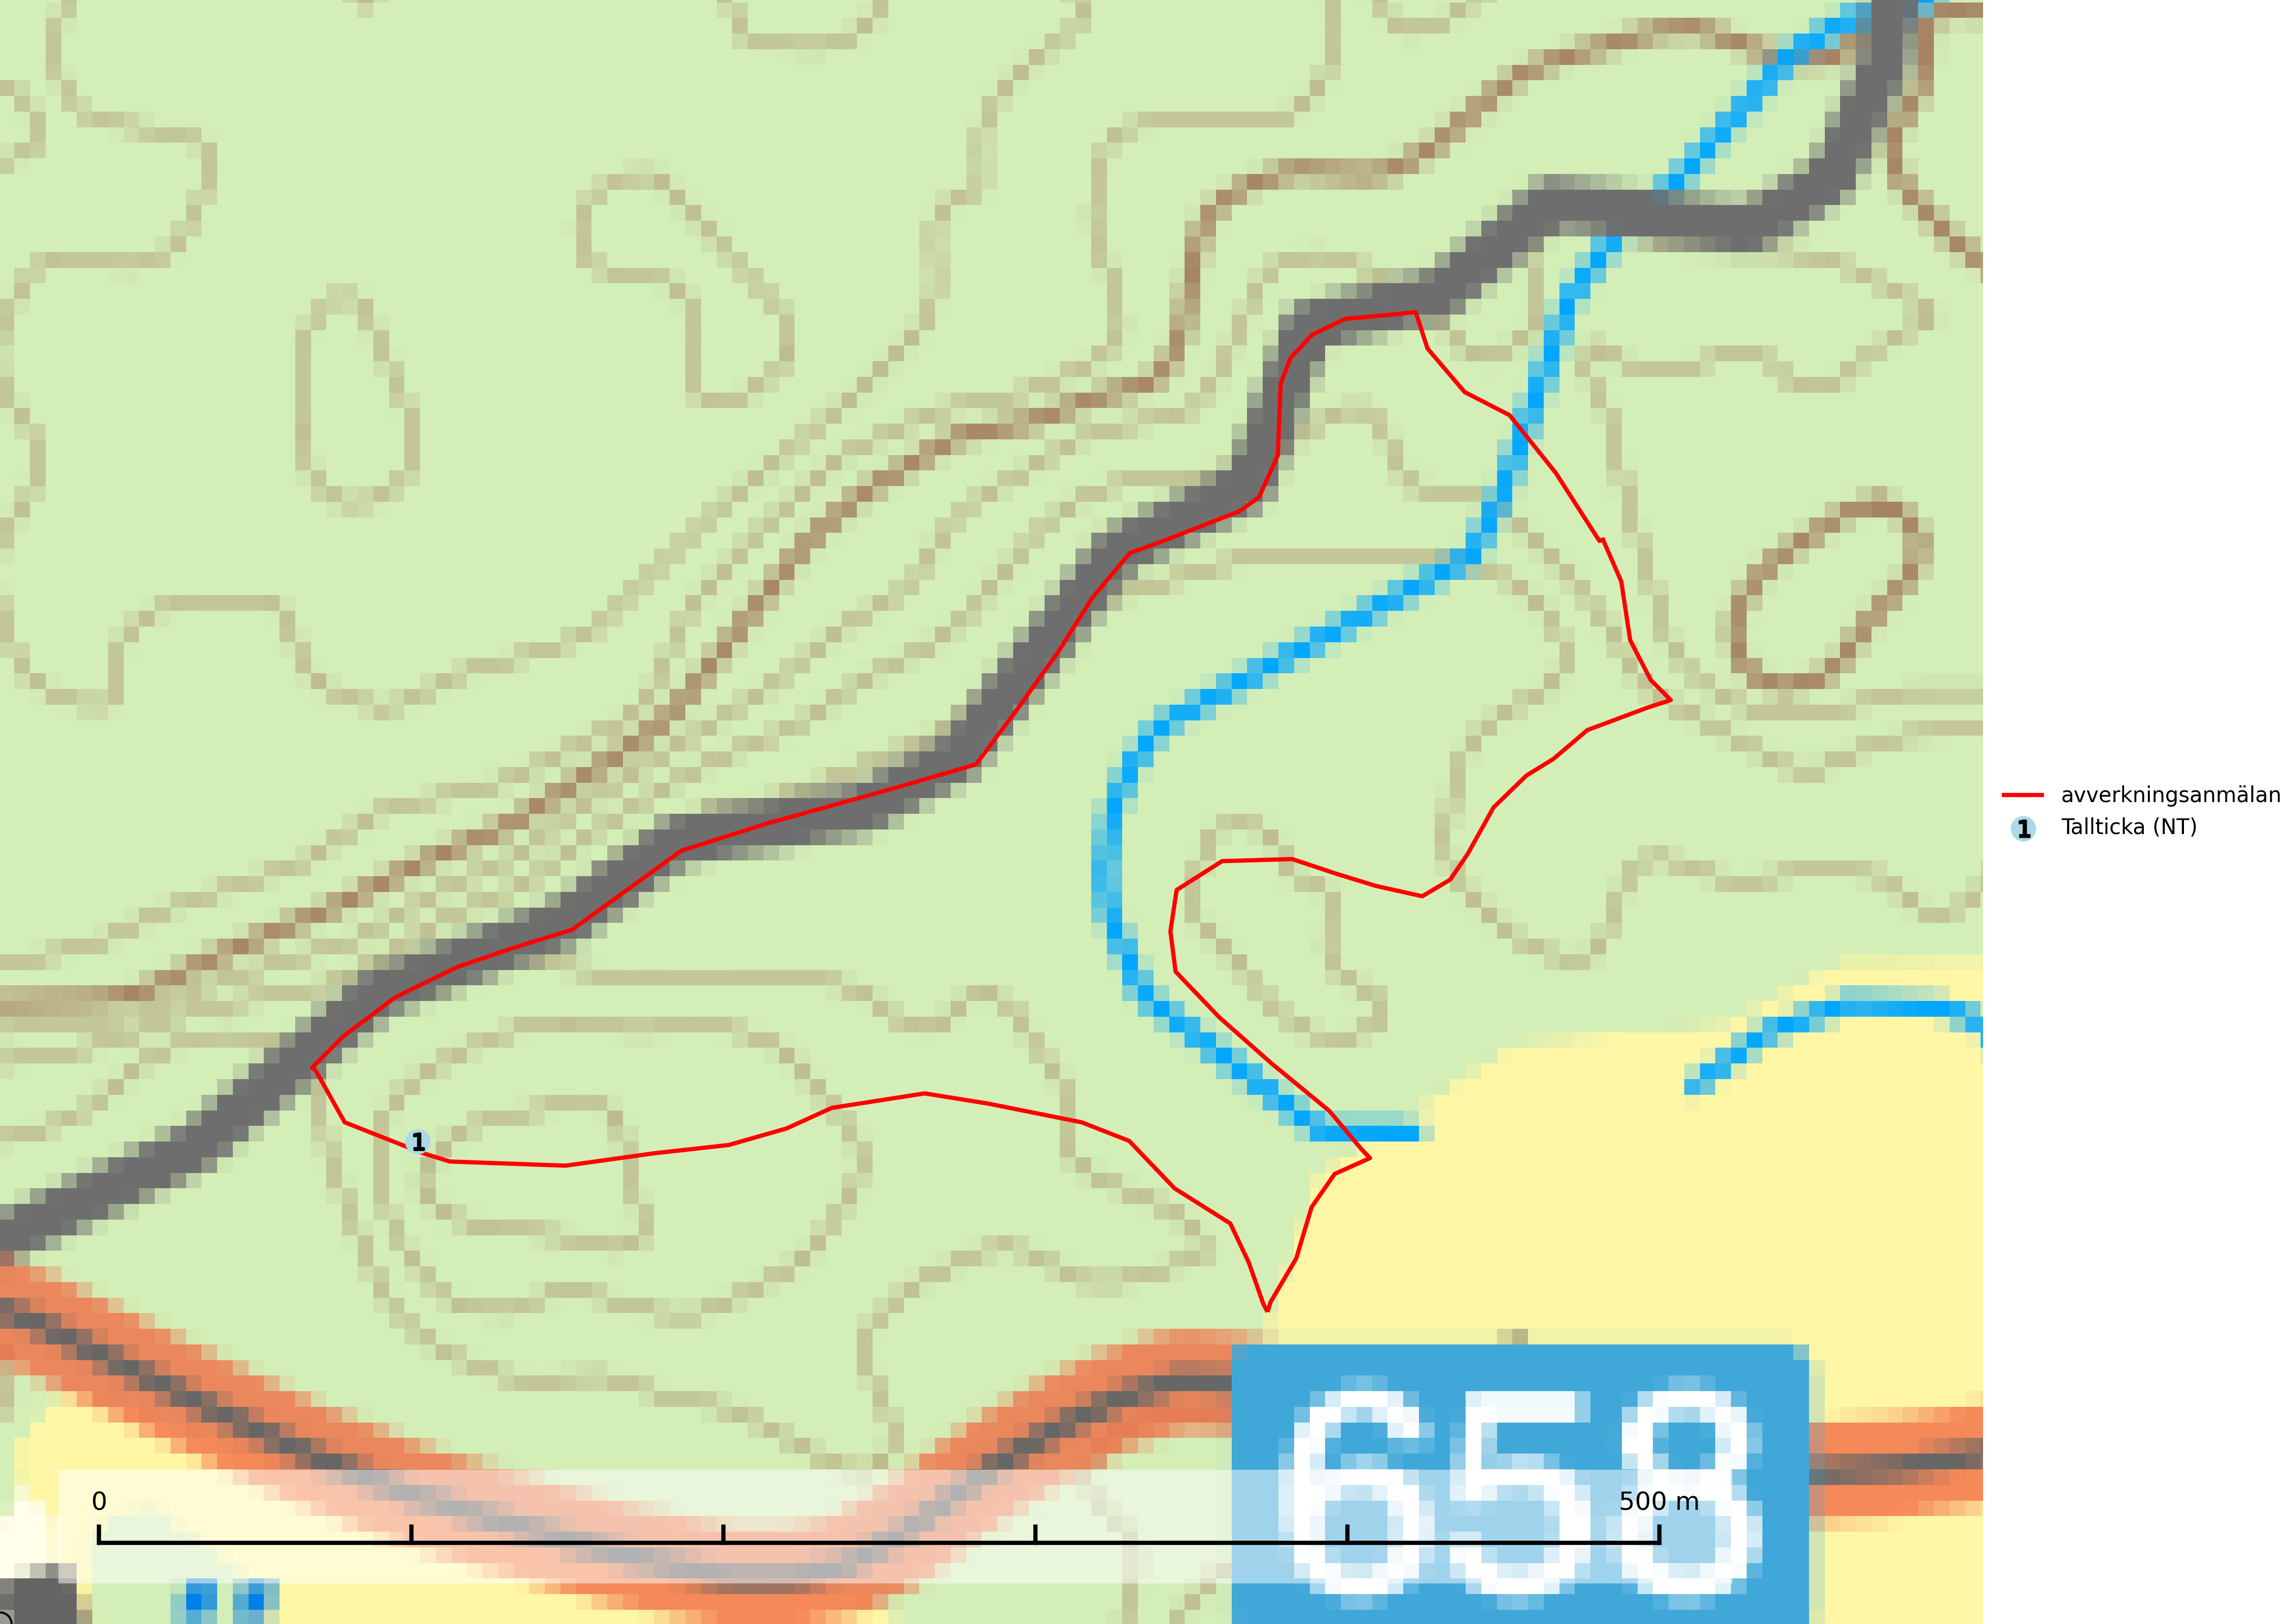 avverkningsanmälan
1 Tallticka (NT)
1
658
0 500 m